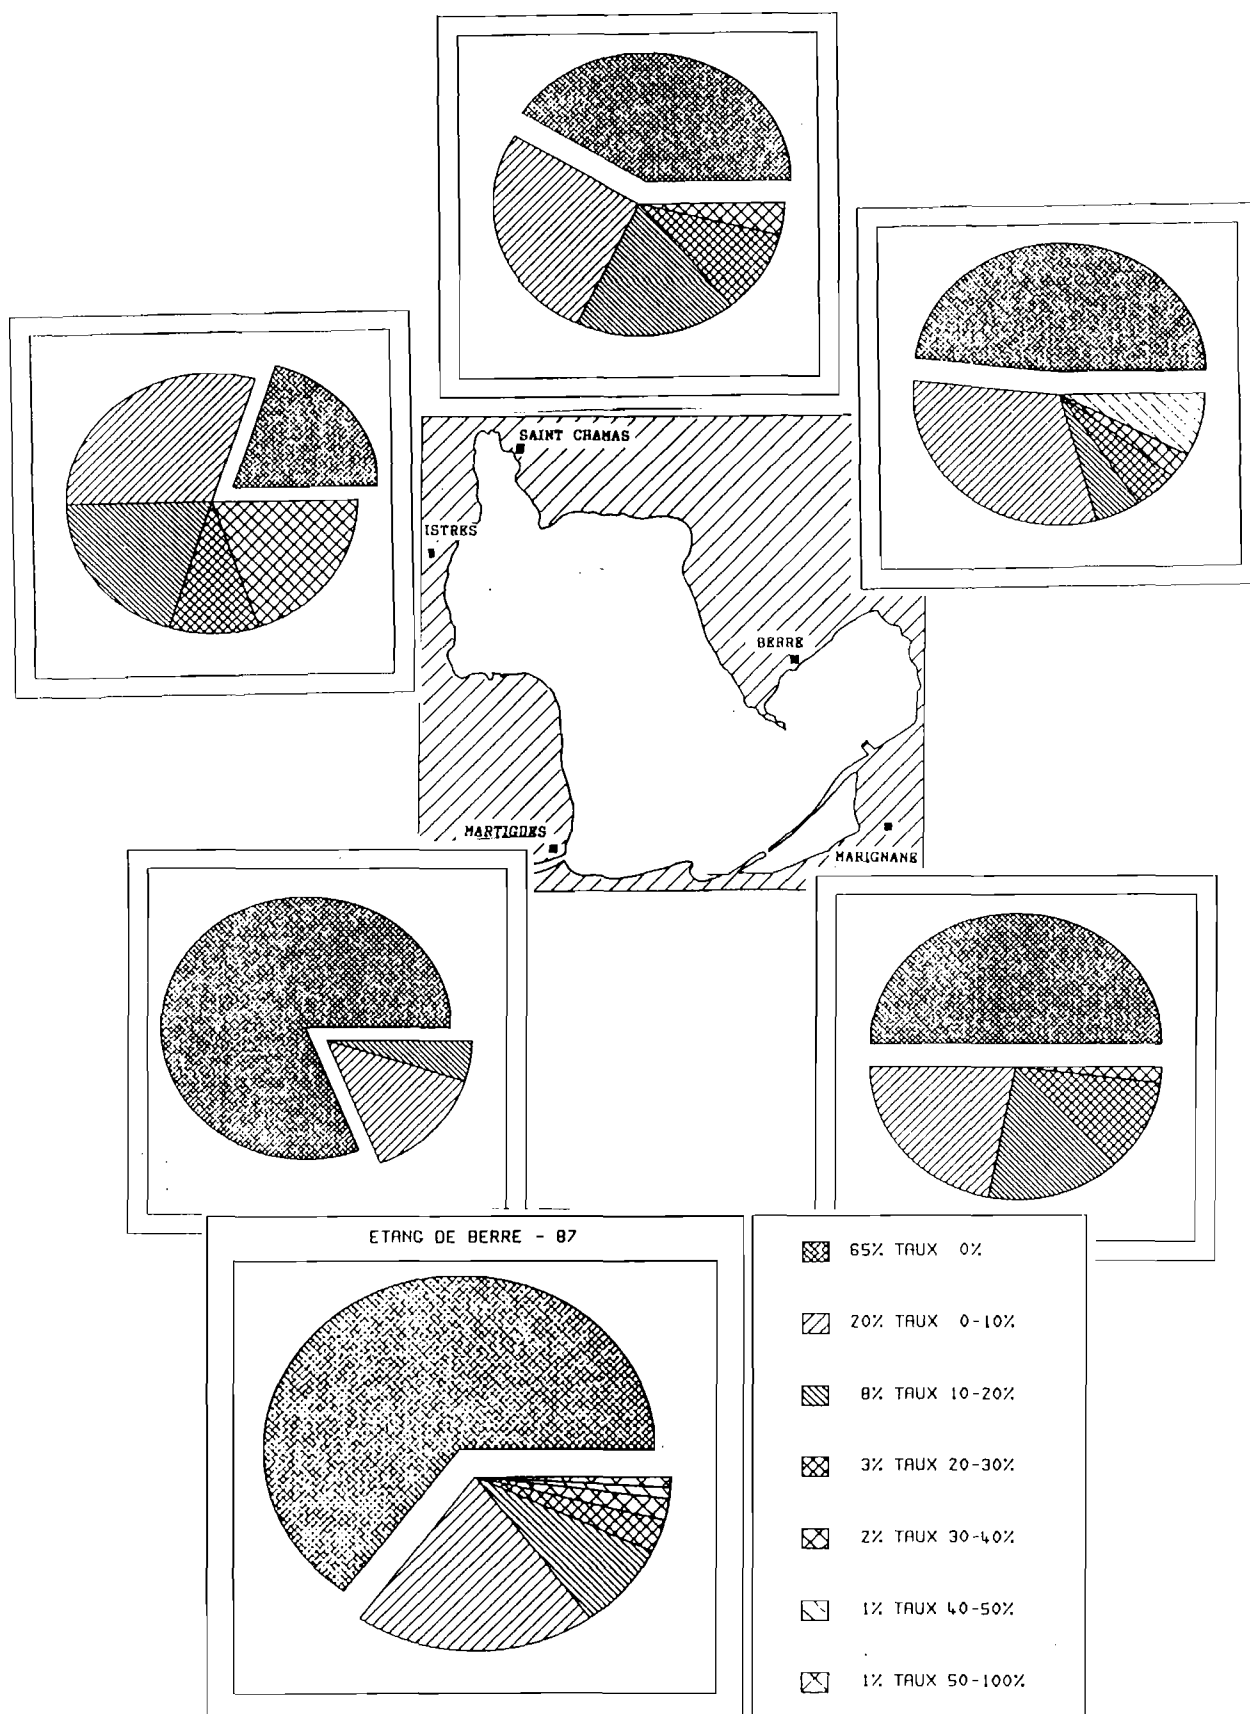 SAINT CHAMAS
ISTRES
BERRE
MARTIGUES
MARIGNANE
ETANG DE BERRE - 87
65% TAUX 0%
20% TAUX 0-10%
8% TAUX 10-20%
3% TAUX 20-30%
2% TAUX 30-40%
1% TAUX 40-50%
1% TAUX 50-100%